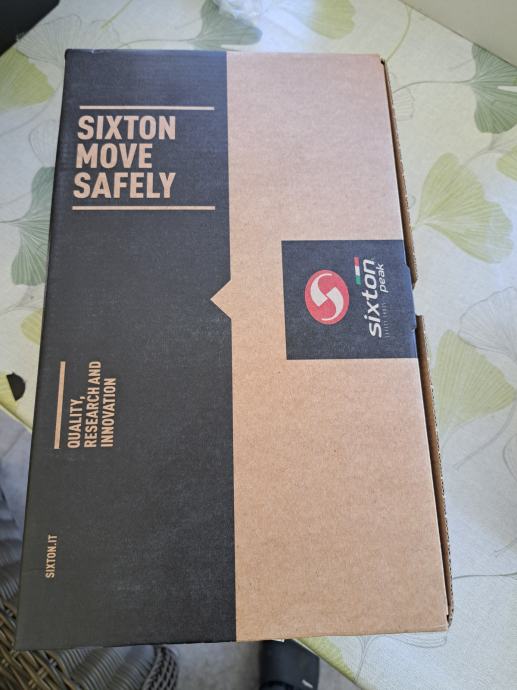 SIXTON
MOVE
SAFELY
sixton
peak
QUALITY,
RESEARCH AND
INNOVATION
SIXTON.IT